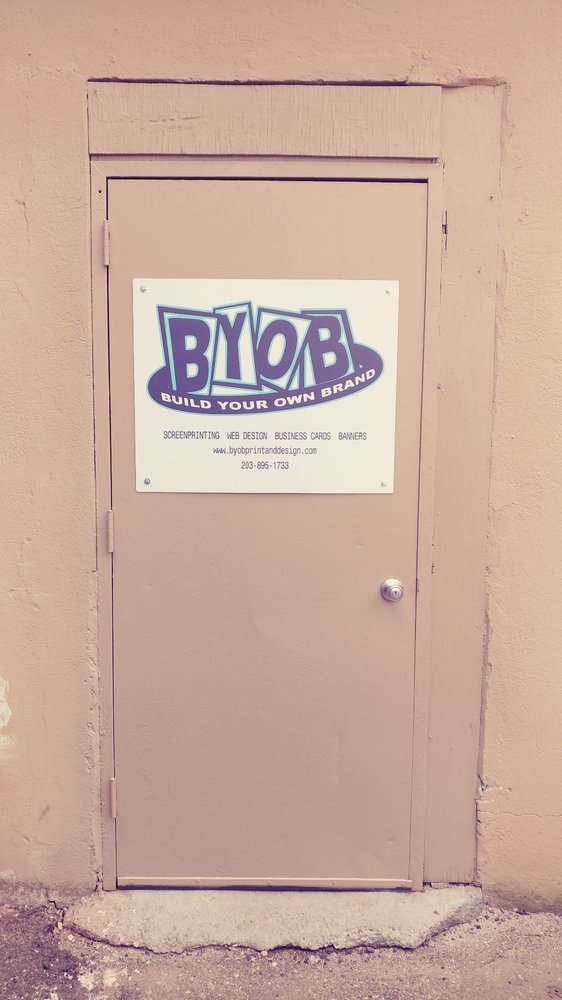 BYOB
BUILD YOUR OWN BRAND
SCREENPRINTING WEB DESIGN BUSINESS CARDS BANNERS
www.byobprintanddesign.com
203-895-1733